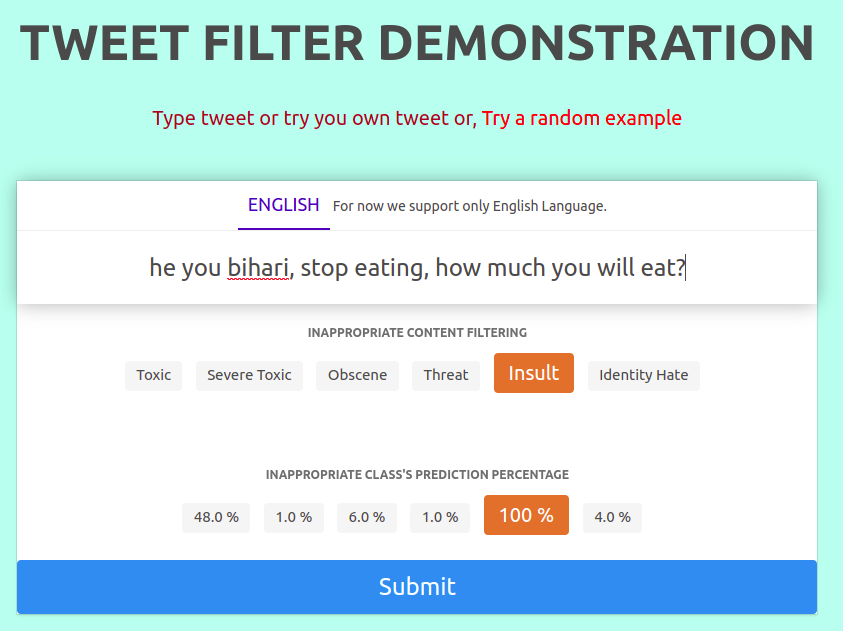 TWEET FILTER DEMONSTRATION
Type tweet or try you own tweet or, Try a random example
ENGLISH For now we support only English Language.
he you bihari, stop eating, how much you will eat?
INAPPROPRIATE CONTENT FILTERING
Toxic Severe Toxic Obscene Threat Insult Identity Hate
INAPPROPRIATE CLASS'S PREDICTION PERCENTAGE
48.0 % 1.0 % 6.0 % 1.0 % 100 % 4.0 %
Submit